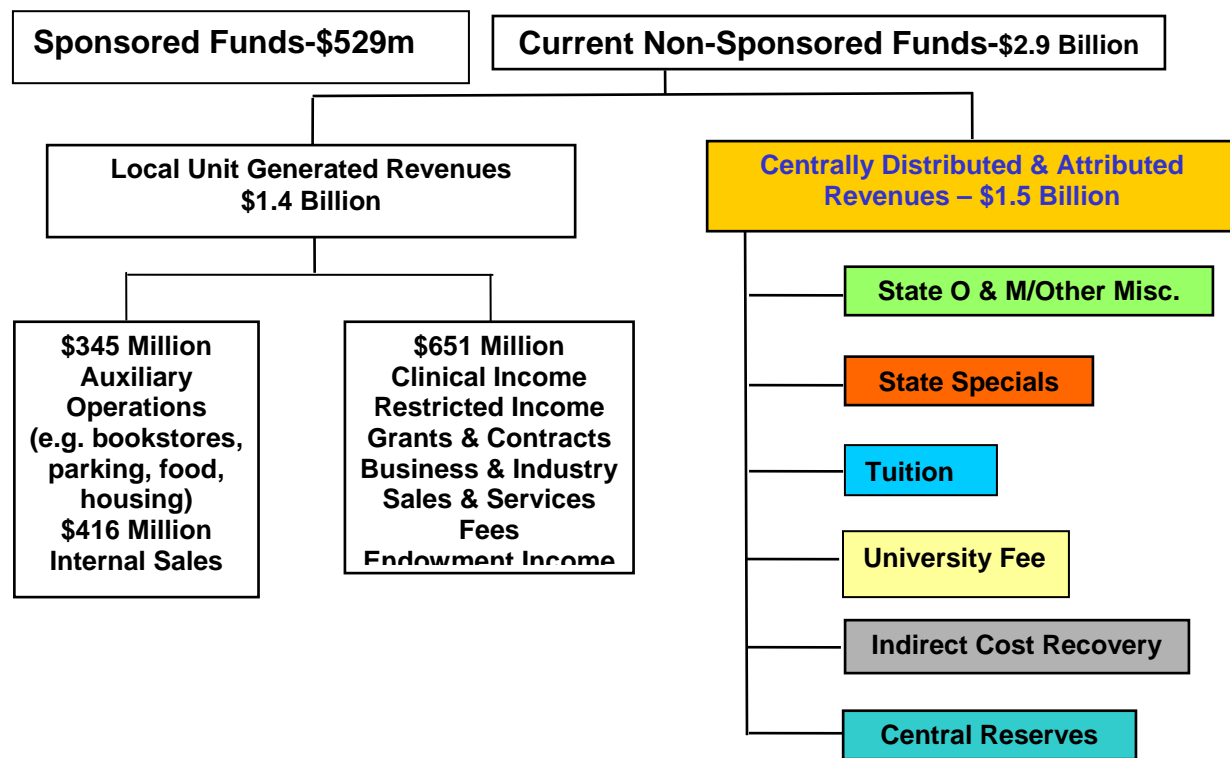 Sponsored Funds-$529m
Current Non-Sponsored Funds-$2.9 Billion
Local Unit Generated Revenues
$1.4 Billion
Centrally Distributed & Attributed
Revenues – $1.5 Billion
$345 Million
Auxiliary
Operations
(e.g. bookstores,
parking, food,
housing)
$416 Million
Internal Sales
$651 Million
Clinical Income
Restricted Income
Grants & Contracts
Business & Industry
Sales & Services
Fees
Endowment Income
State O & M/Other Misc.
State Specials
Tuition
University Fee
Indirect Cost Recovery
Central Reserves